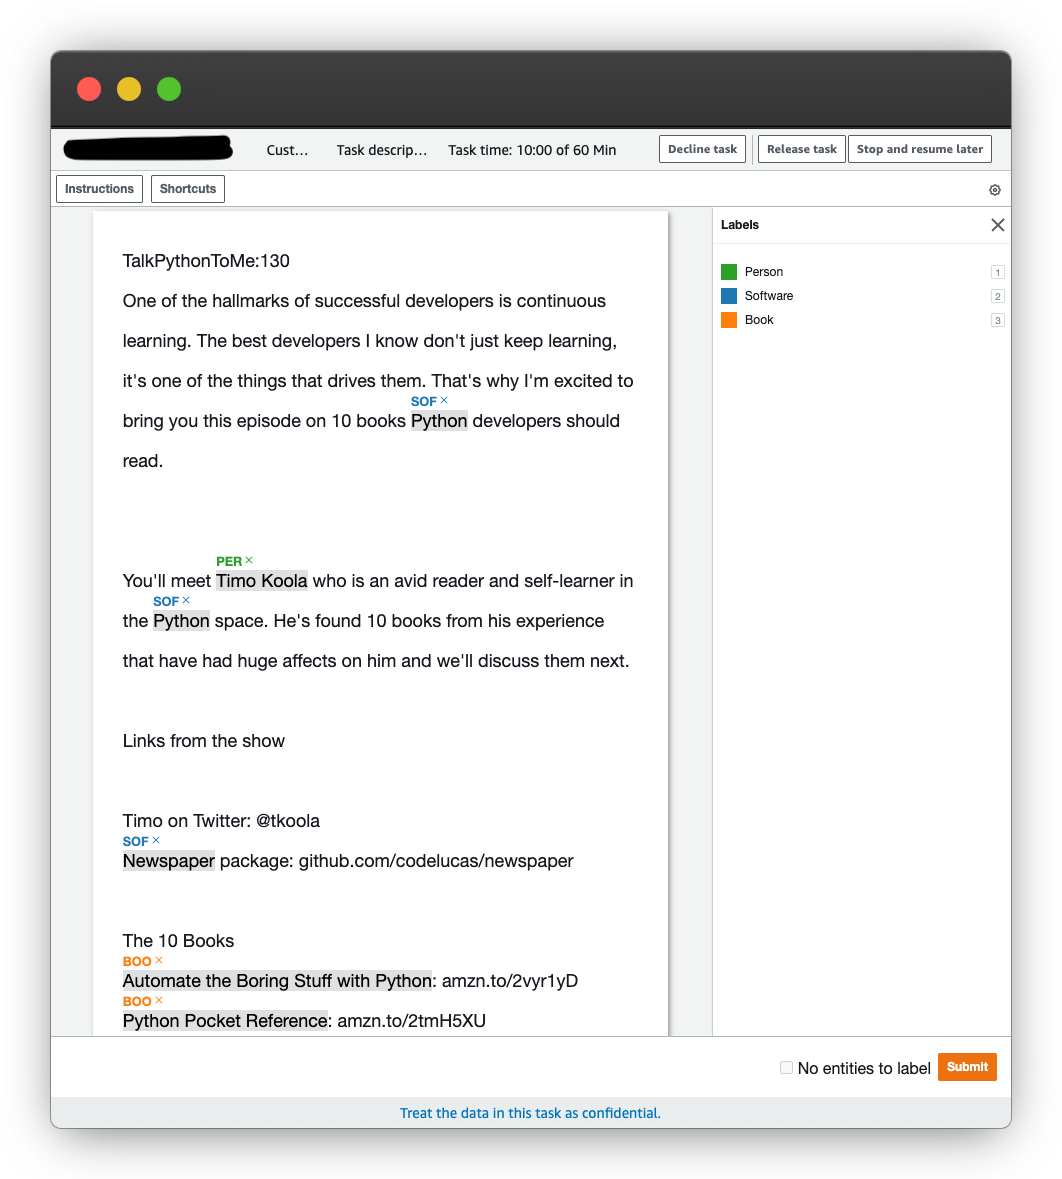 Cust… Task descrip… Task time: 10:00 of 60 Min Decline task Release task Stop and resume later
Instructions Shortcuts
Labels
Person 1
Software 2
Book 3
TalkPythonToMe:130
One of the hallmarks of successful developers is continuous
learning. The best developers I know don't just keep learning,
it's one of the things that drives them. That's why I'm excited to
SOF
bring you this episode on 10 books Python developers should
read.
PER
You'll meet Timo Koola who is an avid reader and self-learner in
SOF
the Python space. He's found 10 books from his experience
that have had huge affects on him and we'll discuss them next.
Links from the show
Timo on Twitter: @tkoola
SOF
Newspaper package: github.com/codelucas/newspaper
The 10 Books
BOO
Automate the Boring Stuff with Python: amzn.to/2vyr1yD
BOO
Python Pocket Reference: amzn.to/2tmH5XU
No entities to label Submit
Treat the data in this task as confidential.